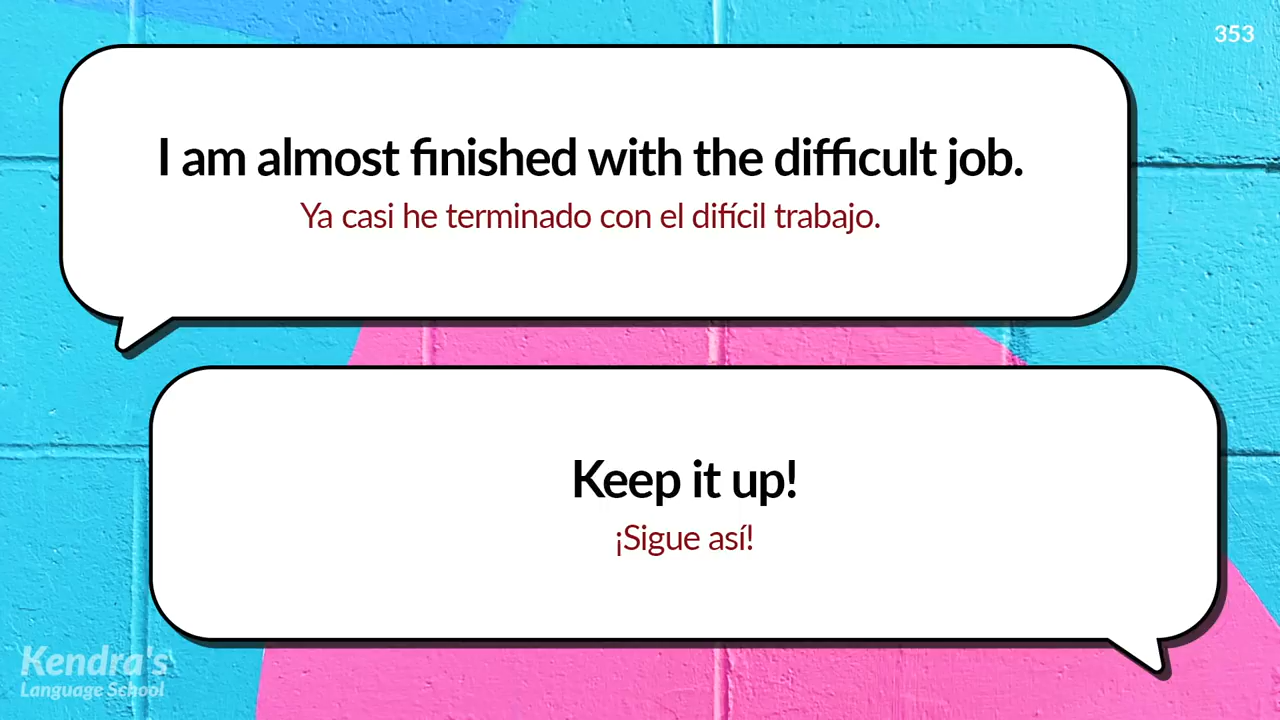 353
I am almost finished with the difficult job.
Ya casi he terminado con el difícil trabajo.
Keep it up!
¡Sigue así!
Kendra's
Language School